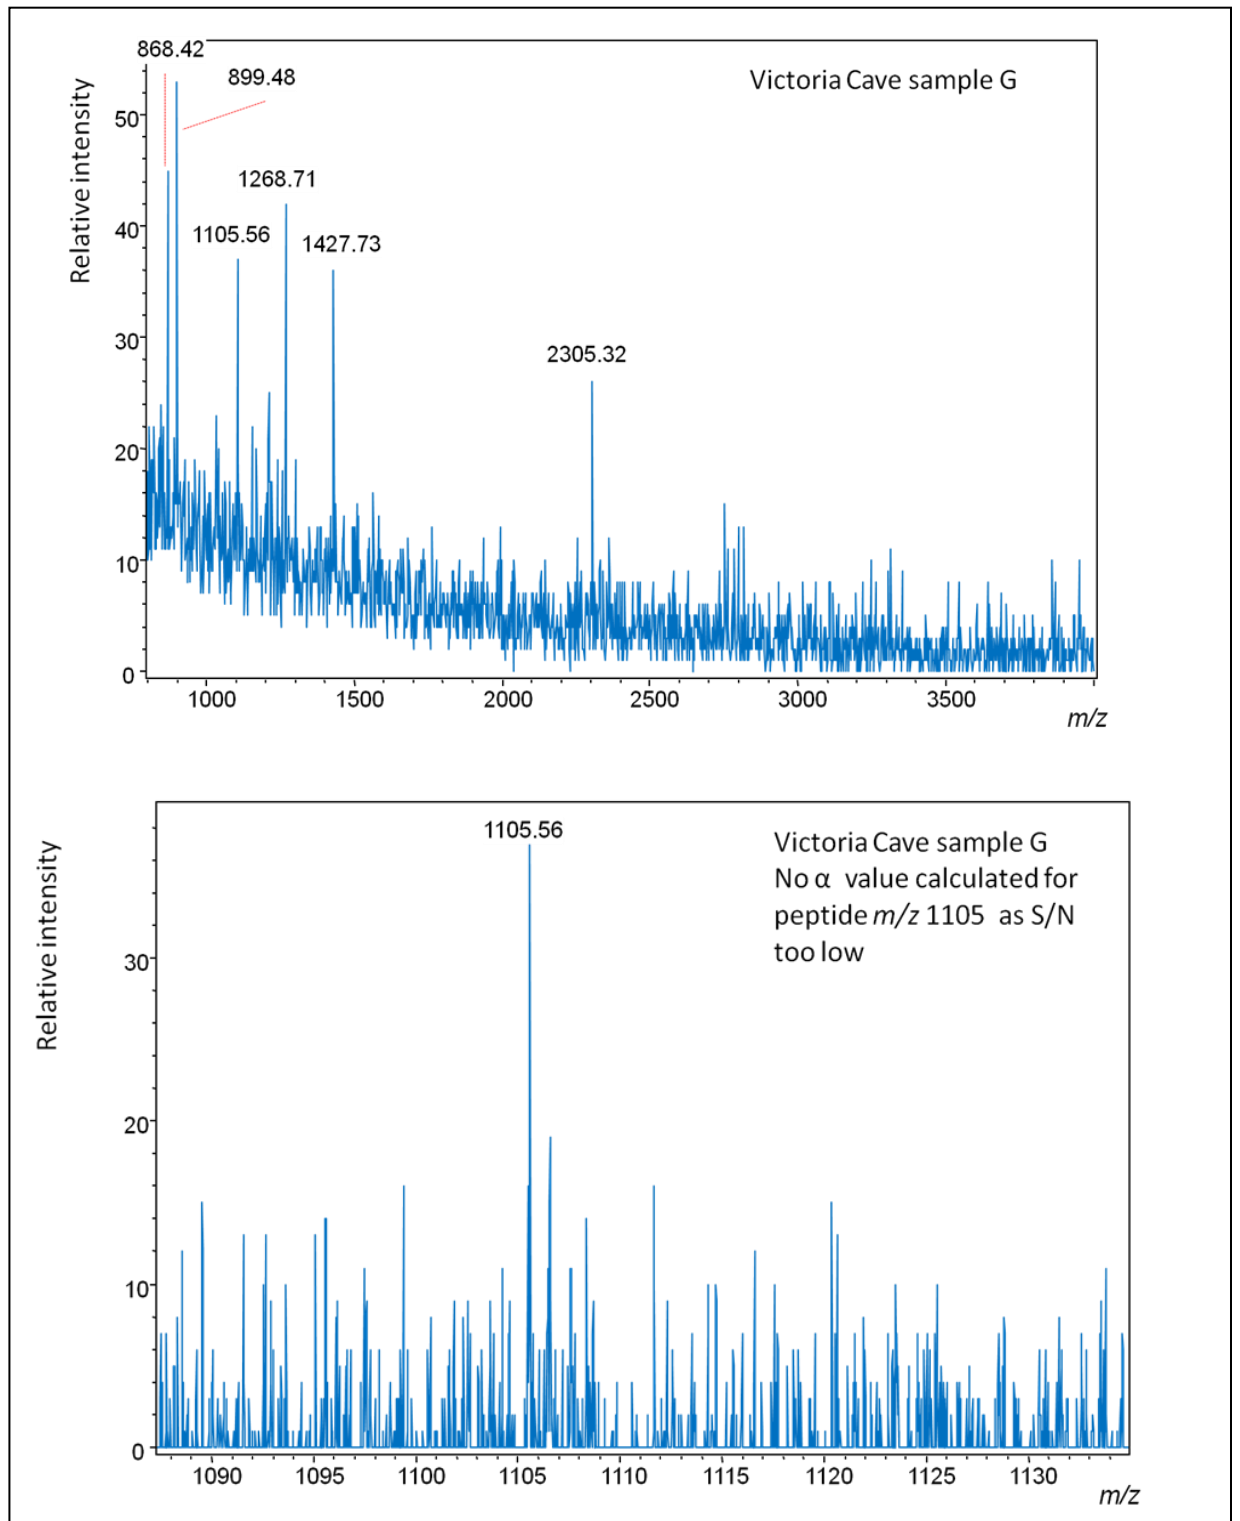 868.42
899.48
Victoria Cave sample G
Relative intensity
50
1268.71
40
1105.56
1427.73
30
2305.32
20
10
0
1000 1500 2000 2500 3000 3500
m/z
1105.56
Victoria Cave sample G
No α value calculated for
peptide m/z 1105 as S/N
too low
Relative intensity
30
20
10
0
1090 1095 1100 1105 1110 1115 1120 1125 1130
m/z